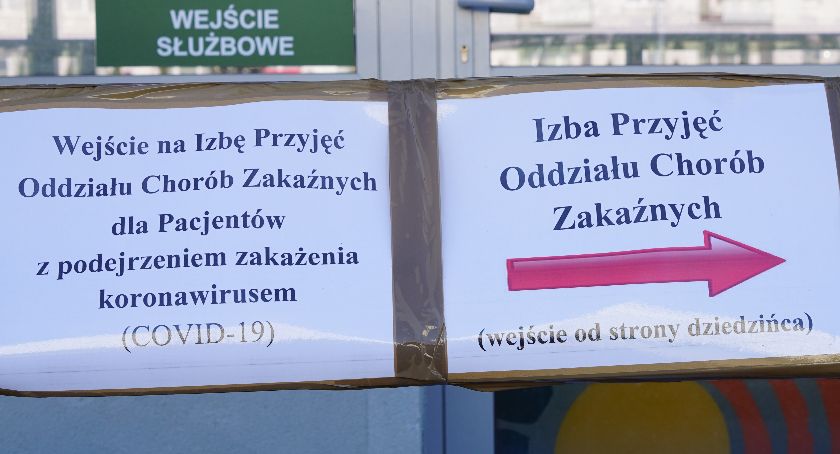 WEJŚCIE
SŁUŻBOWE
Wejście na Izbę Przyjęć
Oddziału Chorób Zakaźnych
dla Pacjentów
z podejrzeniem zakażenia
koronawirusem
(COVID-19)
Izba Przyjęć
Oddziału Chorób
Zakaźnych
(wejście od strony dziedzińca)